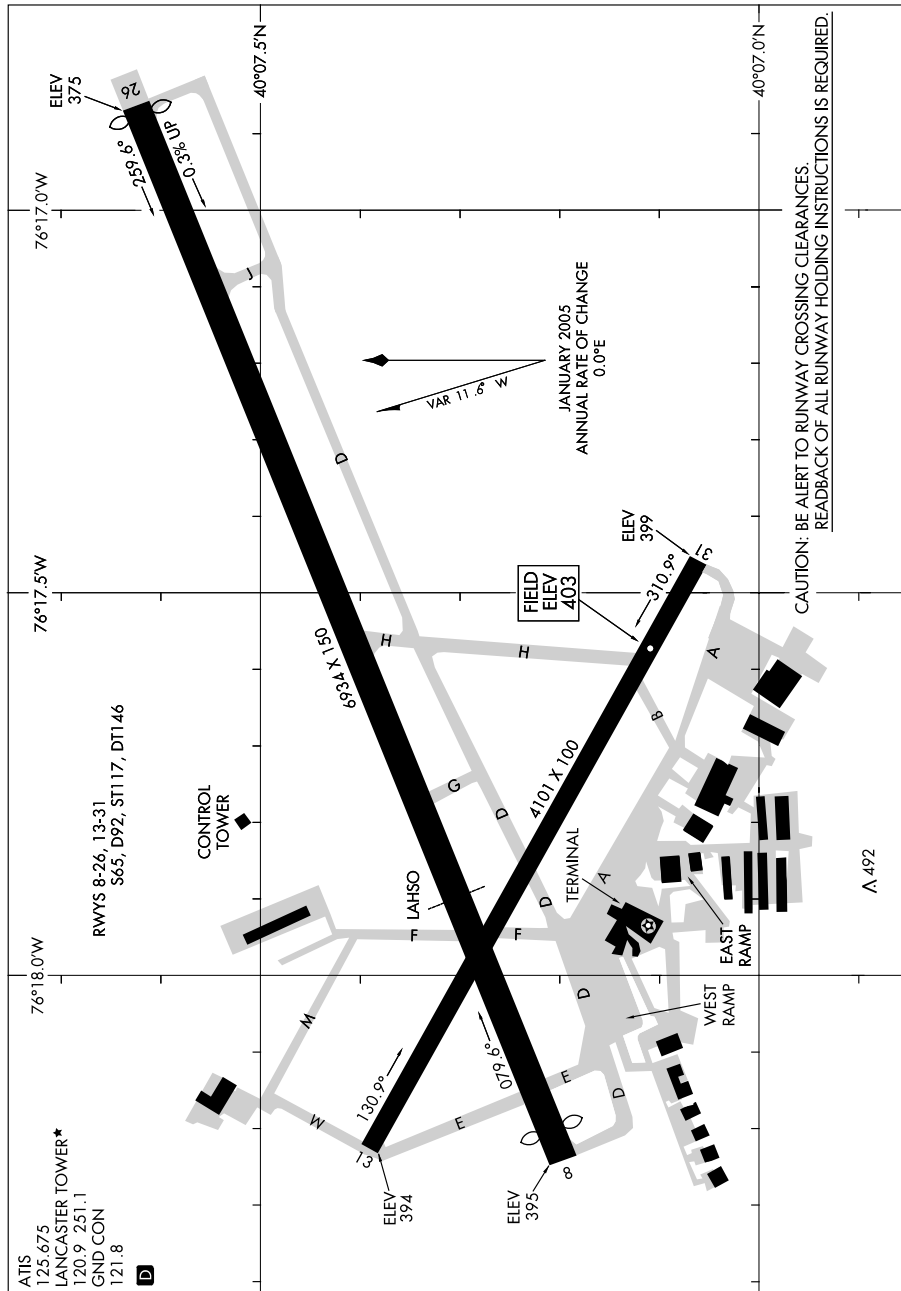 ATIS
125.675
LANCASTER TOWER★
120.9 251.1
GND CON
121.8
D
RWYS 8-26, 13-31
S65, D92, ST117, DT146
76°18.0'W
76°17.5'W
76°17.0'W
40°07.5'N
40°07.0'N
CONTROL
TOWER
ELEV
375
26
259.6°
0.3% UP
J
D
6934 X 150
JANUARY 2005
ANNUAL RATE OF CHANGE
0.0°E
VAR 11.6° W
LAHSO
G
H
H
D
F
F
D
M
W
13
130.9°
ELEV
394
E
E
079.6°
8
ELEV
395
D
D
4101 X 100
FIELD
ELEV
403
B
A
A
310.9°
31
ELEV
399
TERMINAL
WEST
RAMP
EAST
RAMP
492
CAUTION: BE ALERT TO RUNWAY CROSSING CLEARANCES.
READBACK OF ALL RUNWAY HOLDING INSTRUCTIONS IS REQUIRED.